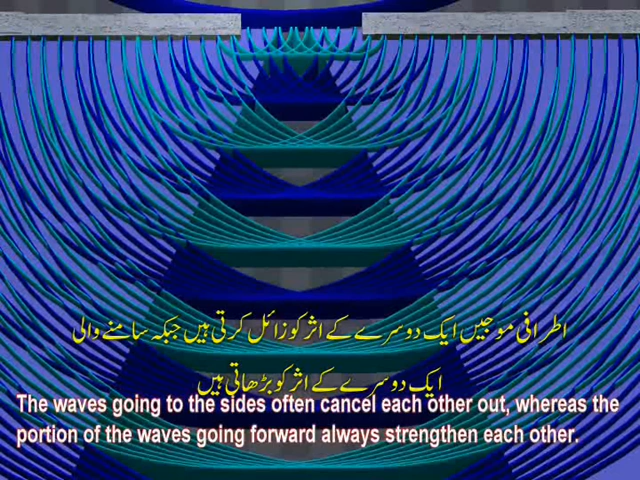 اطرافی موجیں ایک دوسرے کے اثر کو زائل کرتی ہیں جبکہ سامنے والی
ایک دوسرے کے اثر کو بڑھاتی ہیں
The waves going to the sides often cancel each other out, whereas the
portion of the waves going forward always strengthen each other.